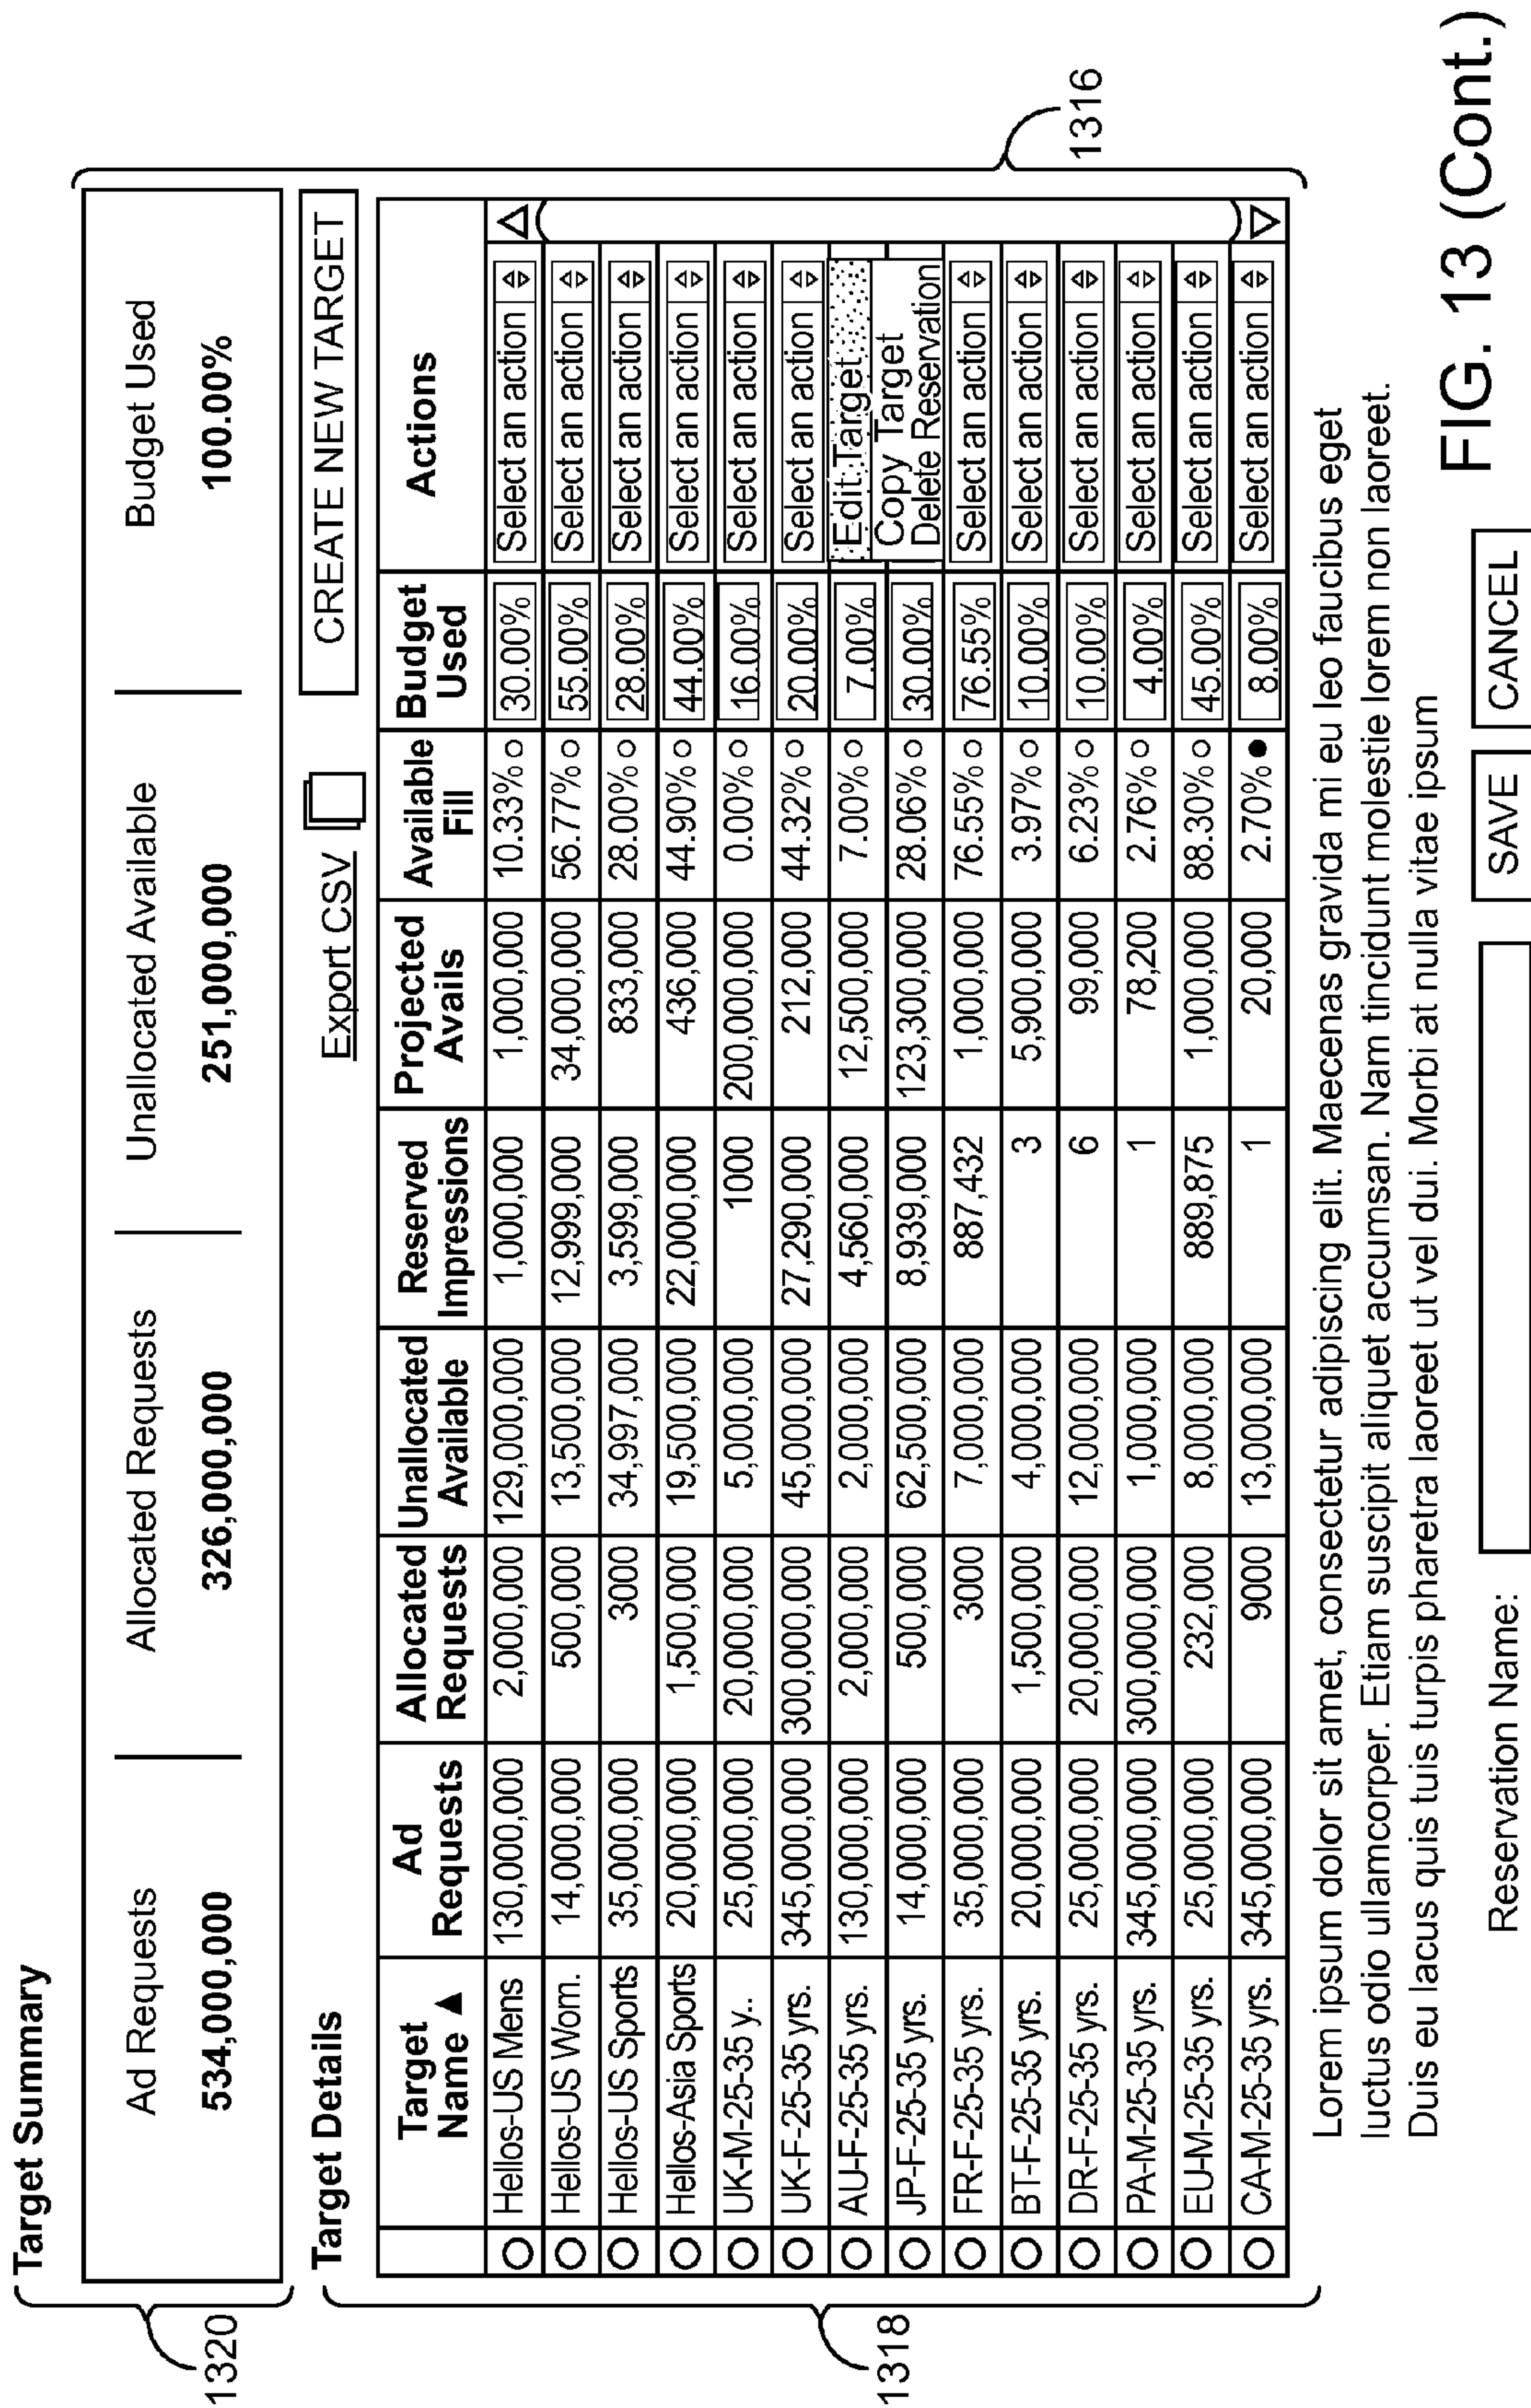 Target Summary
Ad Requests Allocated Requests Unallocated Available Budget Used
534,000,000 326,000,000 251,000,000 100.00%
1320
Target Details Export CSV CREATE NEW TARGET
Target Name ▲ Ad Requests Allocated Requests Unallocated Available Reserved Impressions Projected Avails Available Fill Budget Used Actions
Hellos-US Mens 130,000,000 2,000,000 129,000,000 1,000,000 1,000,000 10.33% 30.00% Select an action
Hellos-US Wom. 14,000,000 500,000 13,500,000 12,999,000 34,000,000 56.77% 55.00% Select an action
Hellos-US Sports 35,000,000 3000 34,997,000 3,599,000 833,000 28.00% 28.00% Select an action
Hellos-Asia Sports 20,000,000 1,500,000 19,500,000 22,000,000 436,000 44.90% 44.00% Select an action
UK-M-25-35 y.. 25,000,000 20,000,000 5,000,000 1000 200,000,000 0.00% 16.00% Select an action
UK-F-25-35 yrs. 345,000,000 300,000,000 45,000,000 27,290,000 212,000 44.32% 20.00% Select an action
AU-F-25-35 yrs. 130,000,000 2,000,000 2,000,000 4,560,000 12,500,000 7.00% 7.00% Edit Target
Copy Target
JP-F-25-35 yrs. 14,000,000 500,000 62,500,000 8,939,000 123,300,000 28.06% 30.00% Delete Reservation
FR-F-25-35 yrs. 35,000,000 3000 7,000,000 887,432 1,000,000 76.55% 76.55% Select an action
BT-F-25-35 yrs. 20,000,000 1,500,000 4,000,000 3 5,900,000 3.97% 10.00% Select an action
DR-F-25-35 yrs. 25,000,000 20,000,000 12,000,000 6 99,000 6.23% 10.00% Select an action
PA-M-25-35 yrs. 345,000,000 300,000,000 1,000,000 1 78,200 2.76% 4.00% Select an action
EU-M-25-35 yrs. 25,000,000 232,000 8,000,000 889,875 1,000,000 88.30% 45.00% Select an action
CA-M-25-35 yrs. 345,000,000 9000 13,000,000 1 20,000 2.70% 8.00% Select an action
1318
1316
Lorem ipsum dolor sit amet, consectetur adipiscing elit. Maecenas gravida mi eu leo faucibus eget
luctus odio ullamcorper. Etiam suscipit aliquet accumsan. Nam tincidunt molestie lorem non laoreet.
Duis eu lacus quis tuis turpis pharetra laoreet ut vel dui. Morbi at nulla vitae ipsum
Reservation Name: SAVE CANCEL
FIG. 13 (Cont.)